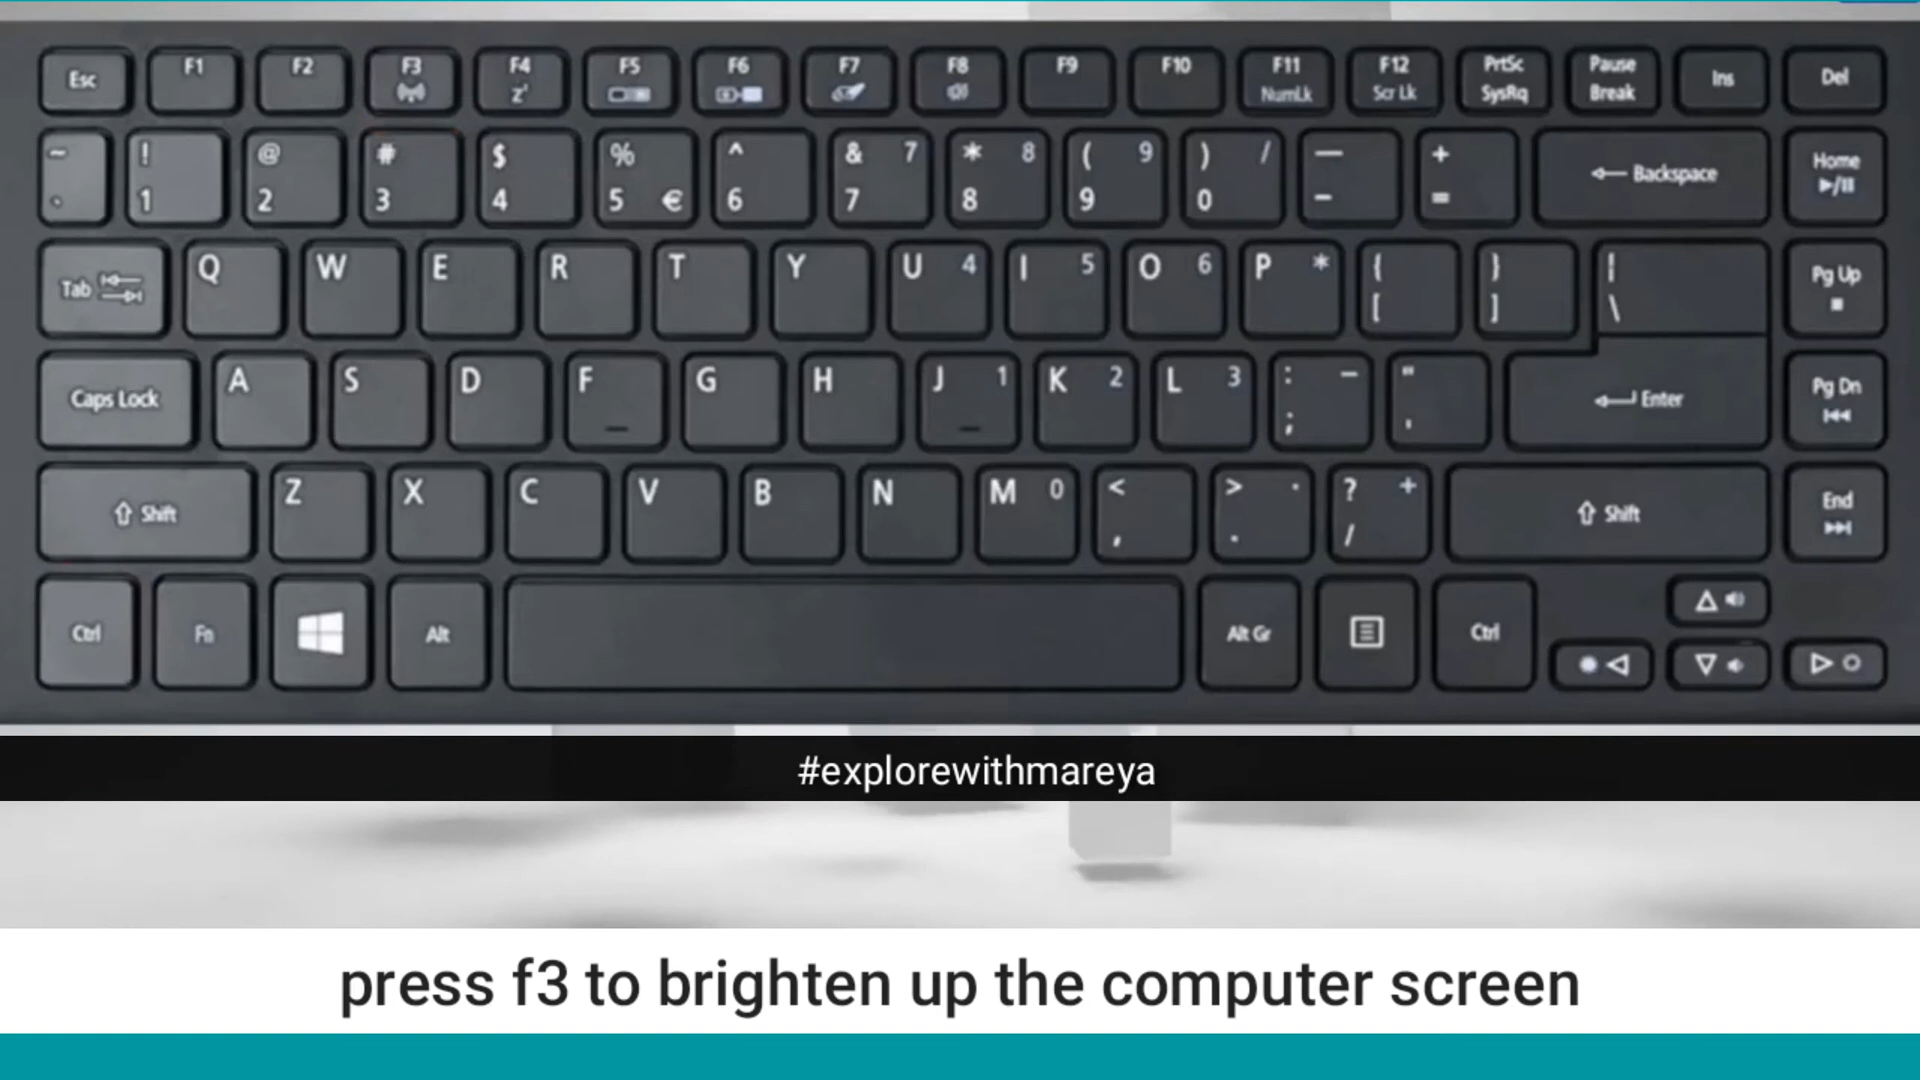 Esc F1 F2 F3 F4 F5 F6 F7 F8 F9 F10 F11 F12 PrtSc Pause Ins Del
z² NumLk Scr Lk SysRq Break
~ ! @ # $ % ^ & 7 * 8 ( 9 ) / — + ← Backspace Home
1 2 3 4 5 € 6 7 8 9 0 - =
Tab Q W E R T Y U 4 I 5 O 6 P * { } | Pg Up
[ ] \
Caps Lock A S D F G H J 1 K 2 L 3 : - " Enter Pg Dn
; '
Shift Z X C V B N M 0 < > . ? + Shift End
, . /
Ctrl Fn Alt Alt Gr Ctrl
#explorewithmareya
press f3 to brighten up the computer screen